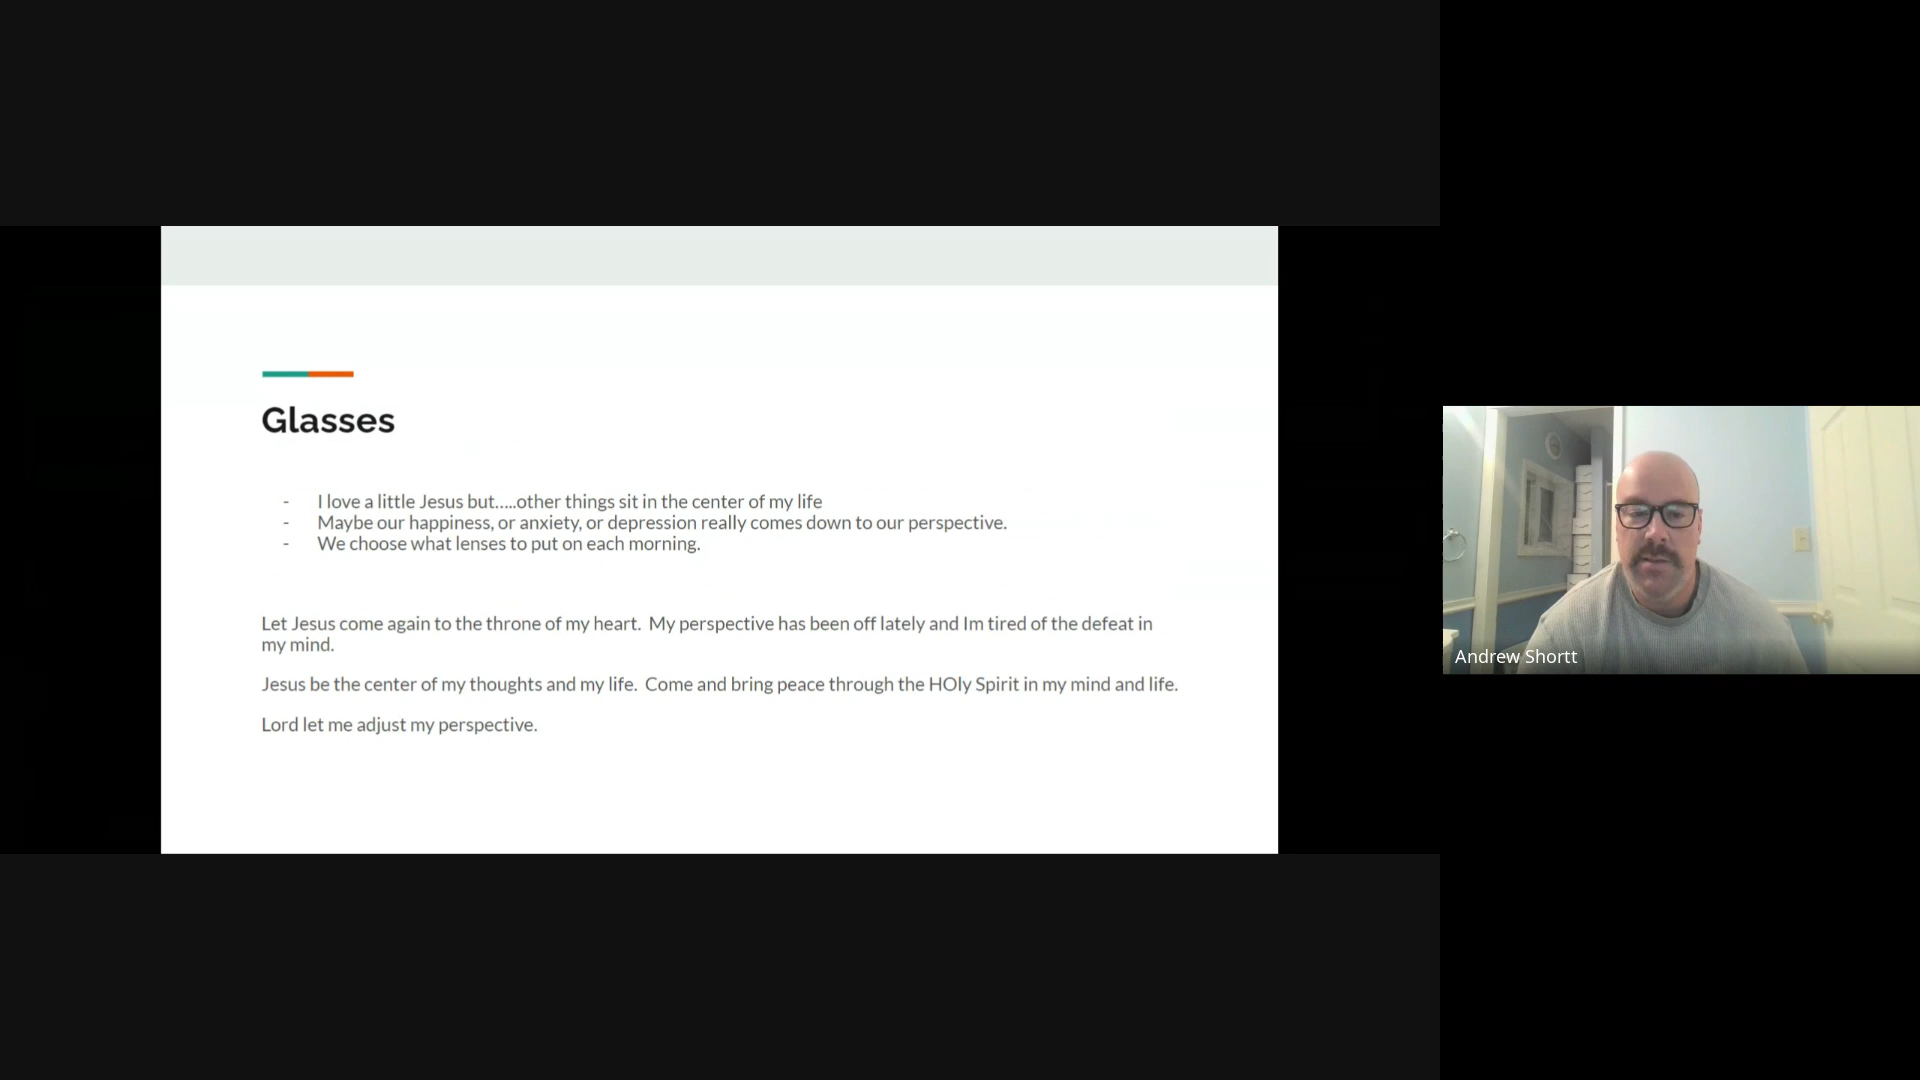 Glasses
- I love a little Jesus but.....other things sit in the center of my life
- Maybe our happiness, or anxiety, or depression really comes down to our perspective.
- We choose what lenses to put on each morning.
Let Jesus come again to the throne of my heart.  My perspective has been off lately and Im tired of the defeat in
my mind.
Jesus be the center of my thoughts and my life.  Come and bring peace through the HOly Spirit in my mind and life.
Lord let me adjust my perspective.
Andrew Shortt